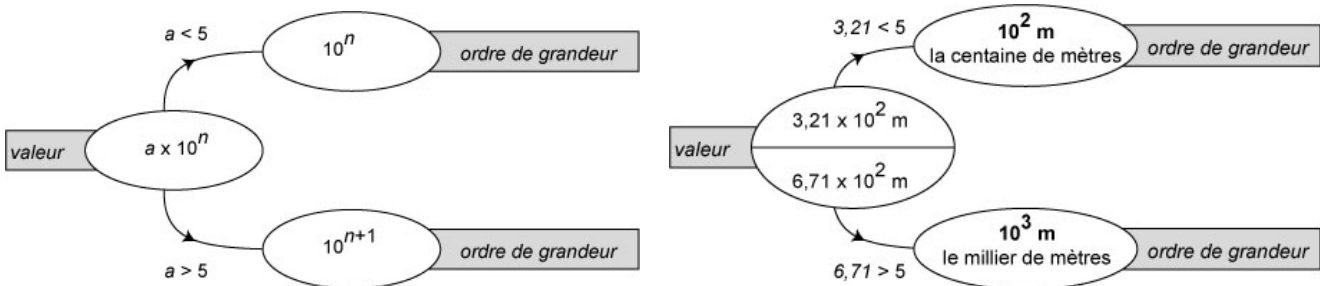 a < 5
10^n
ordre de grandeur
valeur
a x 10^n
10^{n+1}
ordre de grandeur
a > 5
3,21 < 5
10^2 m
la centaine de mètres
ordre de grandeur
3,21 x 10^2 m
valeur
6,71 x 10^2 m
10^3 m
le millier de mètres
ordre de grandeur
6,71 > 5